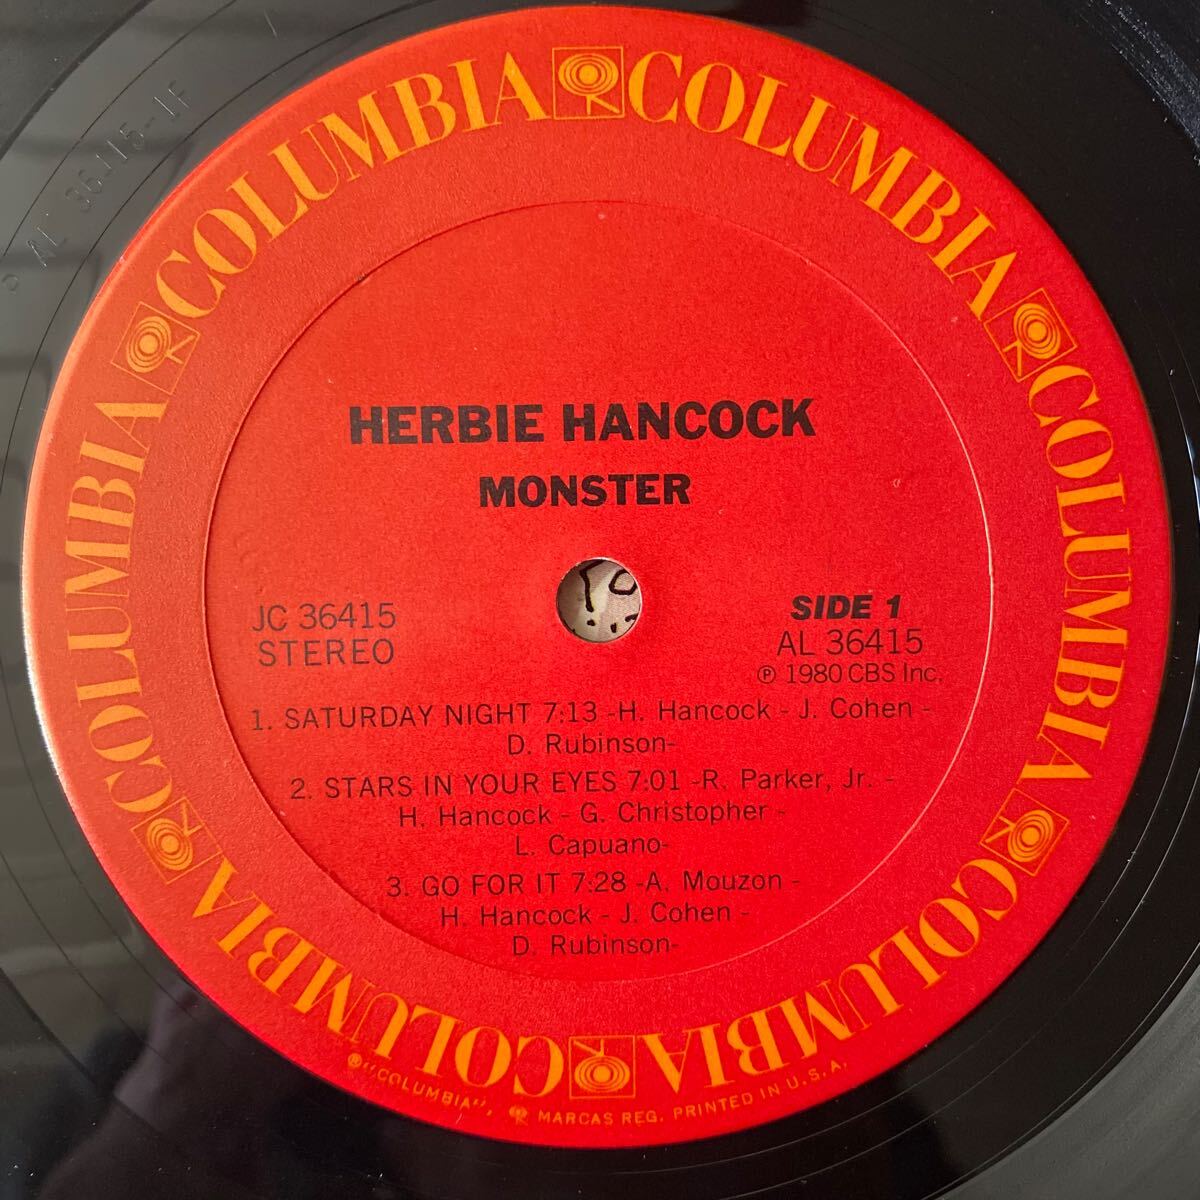 COLUMBIA COLUMBIA COLUMBIA COLUMBIA COLUMBIA COLUMBIA COLUMBIA COLUMBIA
HERBIE HANCOCK
MONSTER
JC 36415
STEREO
SIDE 1
AL 36415
℗ 1980 CBS Inc.
1. SATURDAY NIGHT 7:13 -H. Hancock - J. Cohen -
D. Rubinson-
2. STARS IN YOUR EYES 7:01 -R. Parker, Jr. -
H. Hancock - G. Christopher -
L. Capuano-
3. GO FOR IT 7:28 -A. Mouzon -
H. Hancock - J. Cohen -
D. Rubinson-
®"COLUMBIA", MARCAS REG. PRINTED IN U.S.A.
P AL 36415-1F